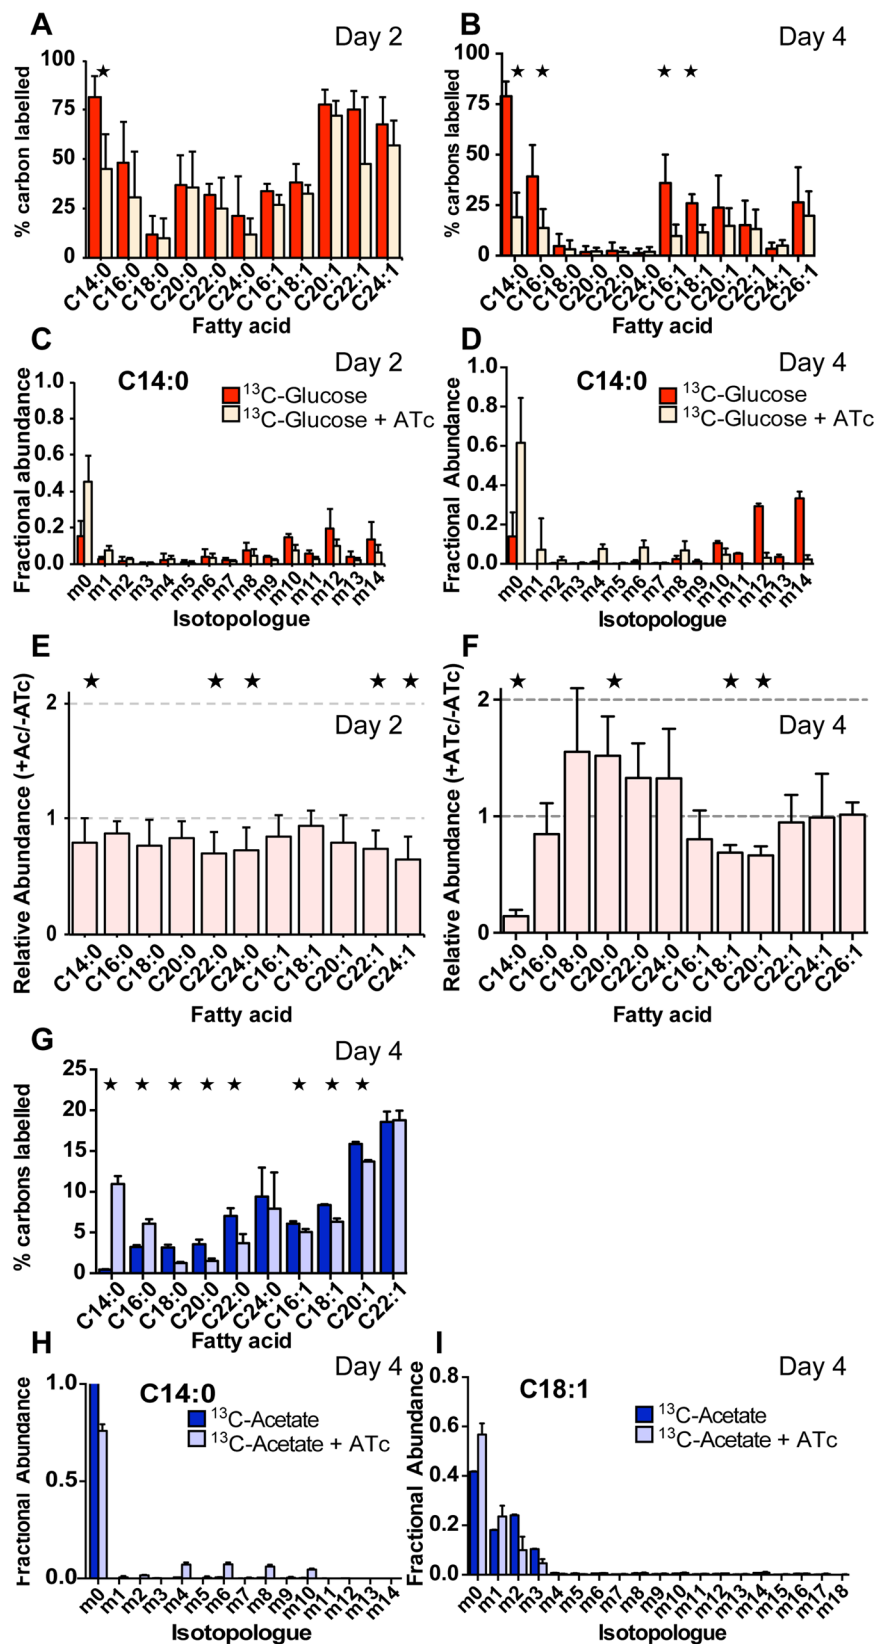 A
Day 2
% carbon labelled
100
75
50
25
0
★
C14:0 C16:0 C18:0 C20:0 C22:0 C24:0 C16:1 C18:1 C20:1 C22:1 C24:1
Fatty acid
B
Day 4
% carbon labelled
100
75
50
25
0
★ ★ ★ ★
C14:0 C16:0 C18:0 C20:0 C22:0 C24:0 C16:1 C18:1 C20:1 C22:1 C24:1 C26:1
Fatty acid
C
Day 2
C14:0
¹³C-Glucose
¹³C-Glucose + ATc
Fractional abundance
1.0
0.8
0.6
0.4
0.2
0.0
m0 m1 m2 m3 m4 m5 m6 m7 m8 m9 m10 m11 m12 m13 m14
Isotopologue
D
Day 4
C14:0
¹³C-Glucose
¹³C-Glucose + ATc
Fractional Abundance
1.0
0.8
0.6
0.4
0.2
0.0
m0 m1 m2 m3 m4 m5 m6 m7 m8 m9 m10 m11 m12 m13 m14
Isotopologue
E
Day 2
Relative Abundance (+Ac/-ATc)
2
1
0
★ ★ ★ ★ ★
C14:0 C16:0 C18:0 C20:0 C22:0 C24:0 C16:1 C18:1 C20:1 C22:1 C24:1
Fatty acid
F
Day 4
Relative Abundance (+ATc/-ATc)
2
1
0
★ ★ ★ ★
C14:0 C16:0 C18:0 C20:0 C22:0 C24:0 C16:1 C18:1 C20:1 C22:1 C24:1 C26:1
Fatty acid
G
Day 4
% carbons labelled
25
20
15
10
5
0
★ ★ ★ ★ ★ ★ ★ ★
C14:0 C16:0 C18:0 C20:0 C22:0 C24:0 C16:1 C18:1 C20:1 C22:1
Fatty acid
H
Day 4
C14:0
¹³C-Acetate
¹³C-Acetate + ATc
Fractional Abundance
1.0
0.5
0.0
m0 m1 m2 m3 m4 m5 m6 m7 m8 m9 m10 m11 m12 m13 m14
Isotopologue
I
Day 4
C18:1
¹³C-Acetate
¹³C-Acetate + ATc
Fractional Abundance
0.8
0.6
0.4
0.2
0.0
m0 m1 m2 m3 m4 m5 m6 m7 m8 m9 m10 m11 m12 m13 m14 m15 m16 m17 m18
Isotopologue